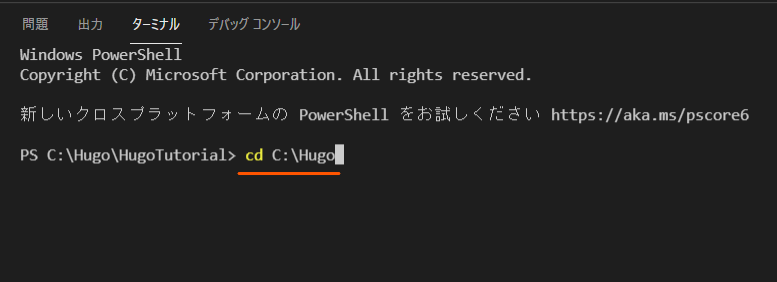 問題 出力 ターミナル デバッグ コンソール
Windows PowerShell
Copyright (C) Microsoft Corporation. All rights reserved.
新しいクロスプラットフォームの PowerShell をお試しください https://aka.ms/pscore6
PS C:\Hugo\HugoTutorial> cd C:\Hugo